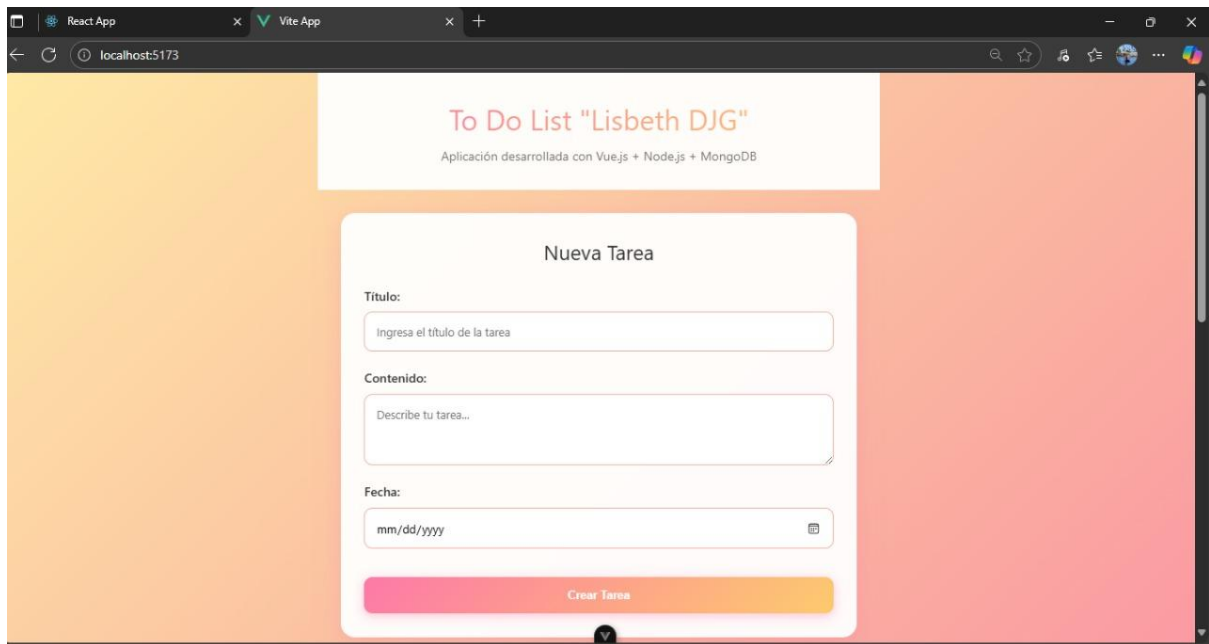 React App
Vite App
localhost:5173
To Do List "Lisbeth DJG"
Aplicación desarrollada con Vue.js + Node.js + MongoDB
Nueva Tarea
Título:
Ingresa el título de la tarea
Contenido:
Describe tu tarea...
Fecha:
mm/dd/yyyy
Crear Tarea